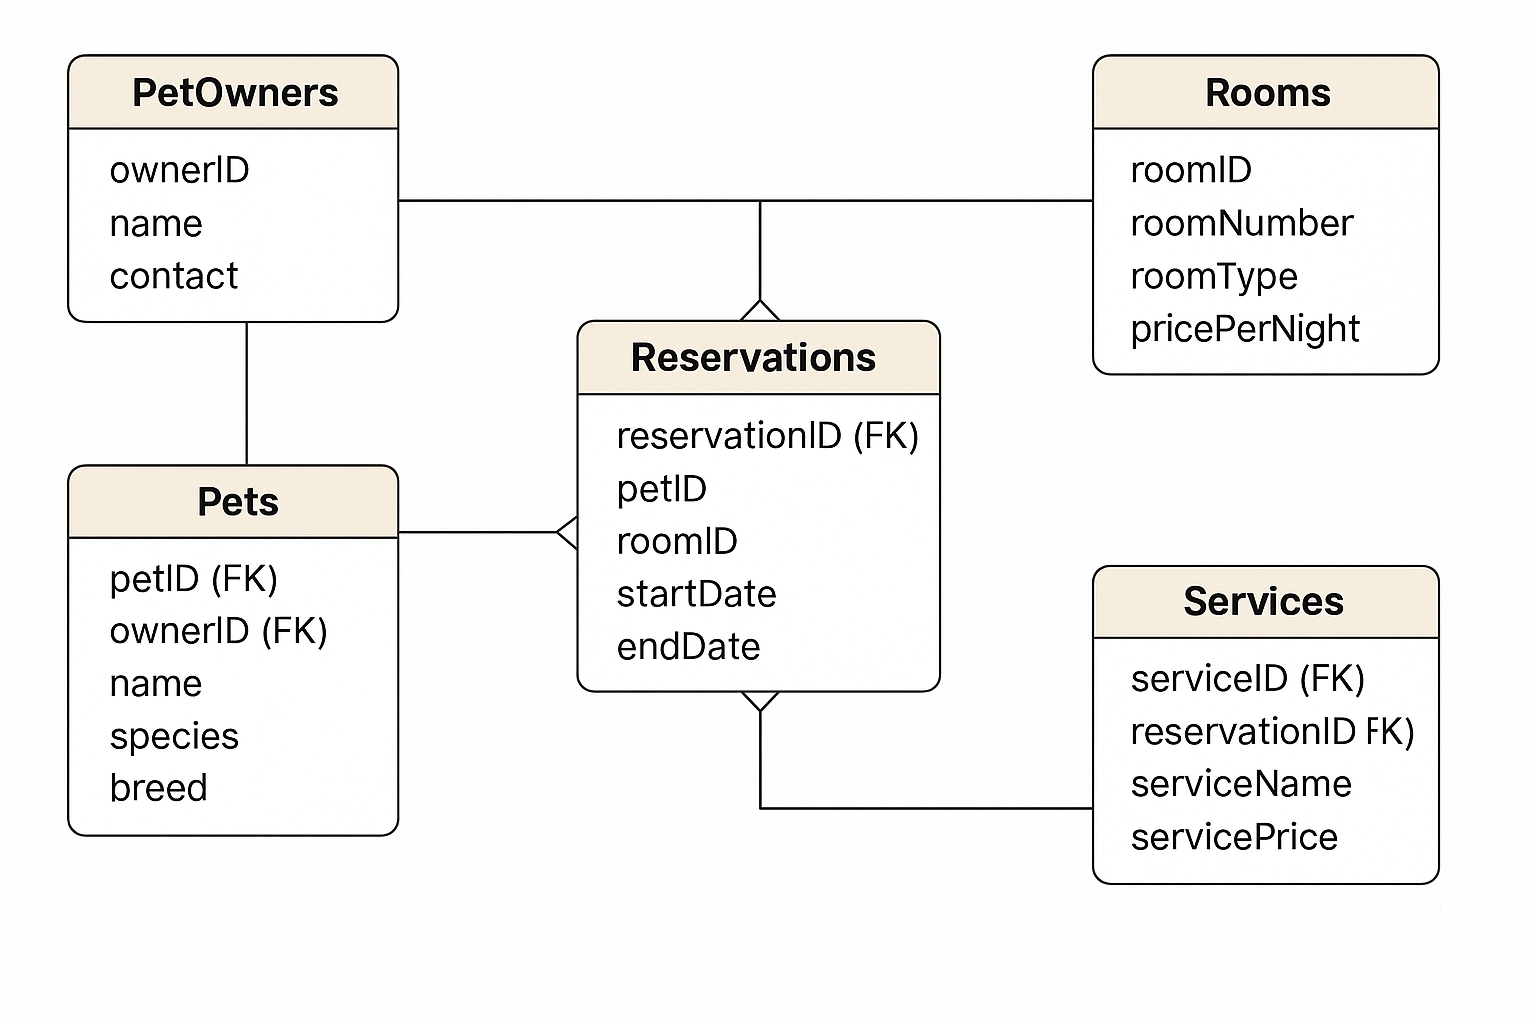 PetOwners
ownerID
name
contact
Rooms
roomID
roomNumber
roomType
pricePerNight
Reservations
reservationID (FK)
petID
roomID
startDate
endDate
Pets
petID (FK)
ownerID (FK)
name
species
breed
Services
serviceID (FK)
reservationID FK)
serviceName
servicePrice